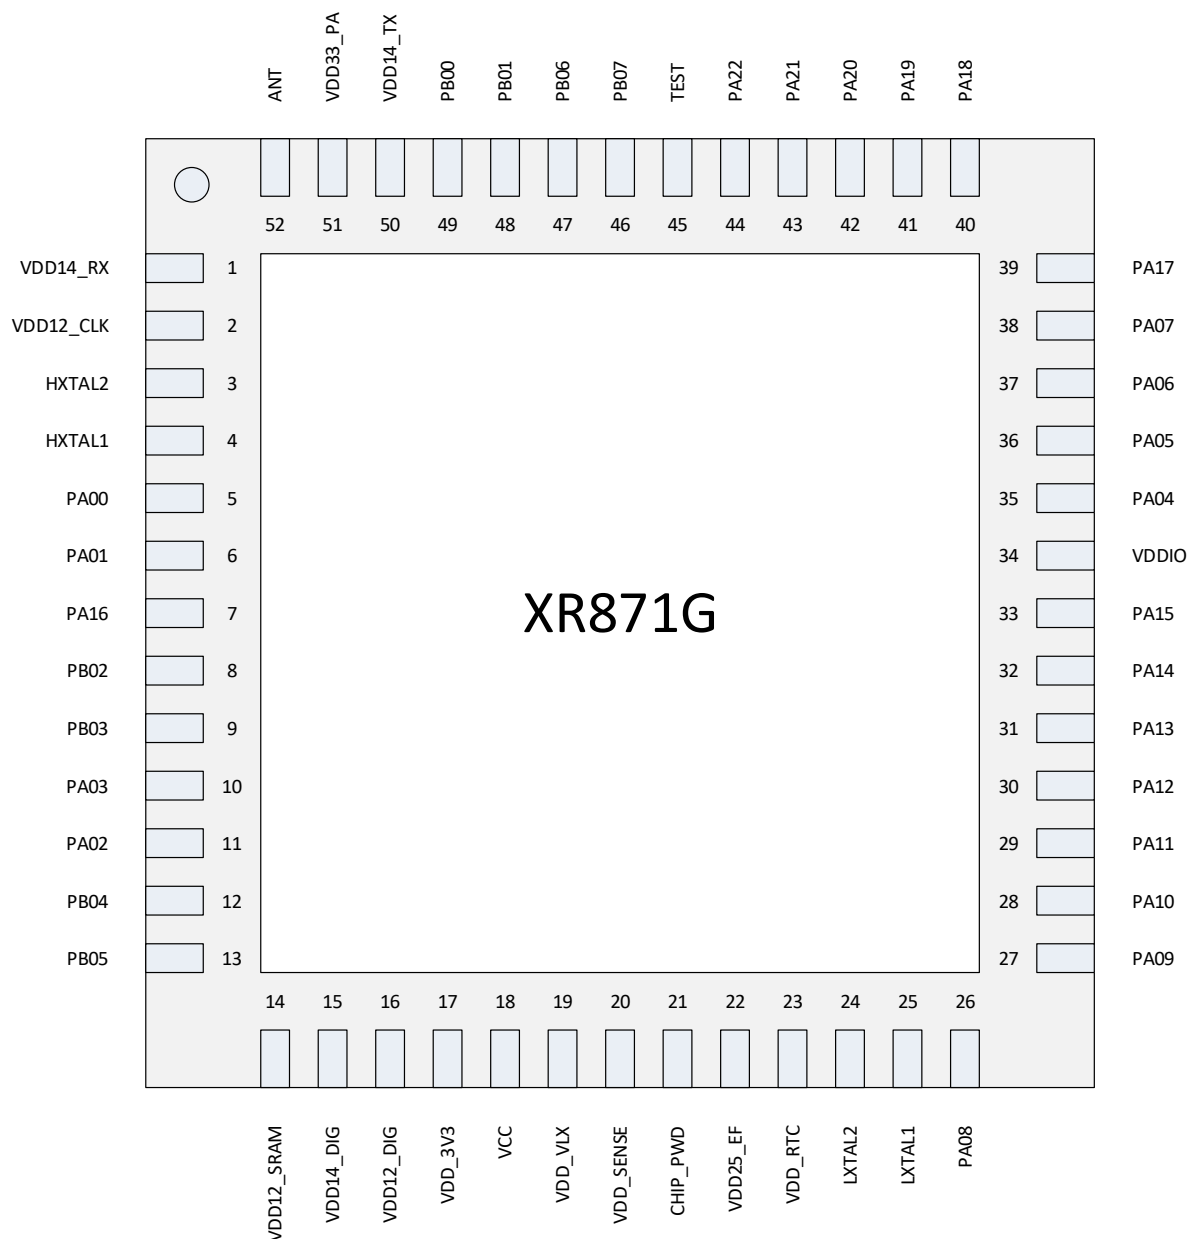 ANT
VDD33_PA
VDD14_TX
PB00
PB01
PB06
PB07
TEST
PA22
PA21
PA20
PA19
PA18
52 51 50 49 48 47 46 45 44 43 42 41 40
VDD14_RX 1
39 PA17
VDD12_CLK 2
38 PA07
HXTAL2 3
37 PA06
HXTAL1 4
36 PA05
PA00 5
35 PA04
PA01 6
34 VDDIO
PA16 7
33 PA15
PB02 8
32 PA14
PB03 9
31 PA13
PA03 10
30 PA12
PA02 11
29 PA11
PB04 12
28 PA10
PB05 13
27 PA09
XR871G
14 15 16 17 18 19 20 21 22 23 24 25 26
VDD12_SRAM
VDD14_DIG
VDD12_DIG
VDD_3V3
VCC
VDD_VLX
VDD_SENSE
CHIP_PWD
VDD25_EF
VDD_RTC
LXTAL2
LXTAL1
PA08